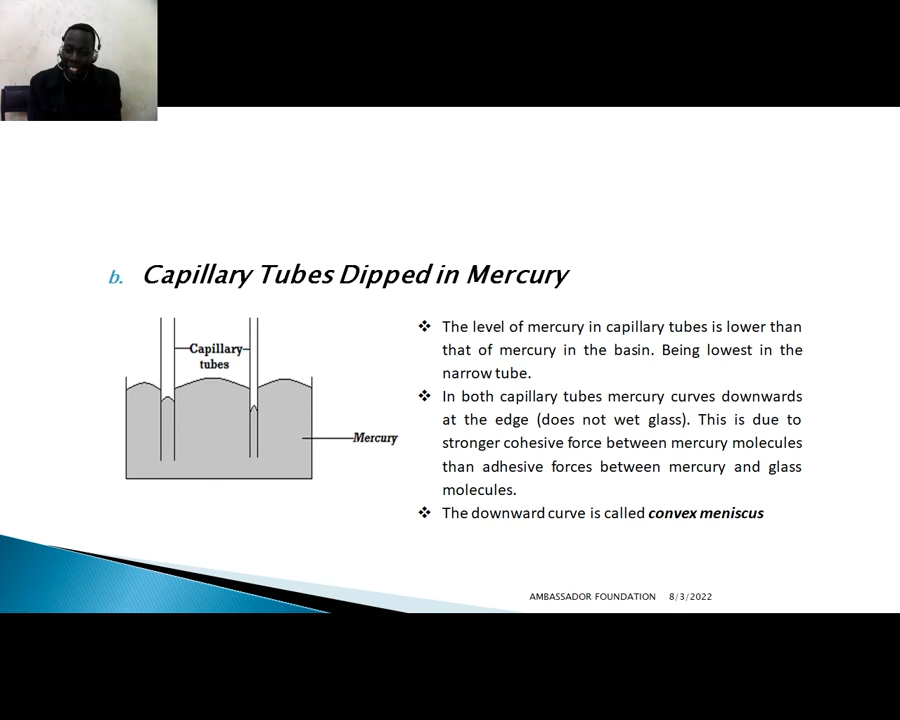 b. Capillary Tubes Dipped in Mercury
Capillary
tubes
Mercury
❖ The level of mercury in capillary tubes is lower than
that of mercury in the basin. Being lowest in the
narrow tube.
❖ In both capillary tubes mercury curves downwards
at the edge (does not wet glass). This is due to
stronger cohesive force between mercury molecules
than adhesive forces between mercury and glass
molecules.
❖ The downward curve is called convex meniscus
AMBASSADOR FOUNDATION 8/3/2022